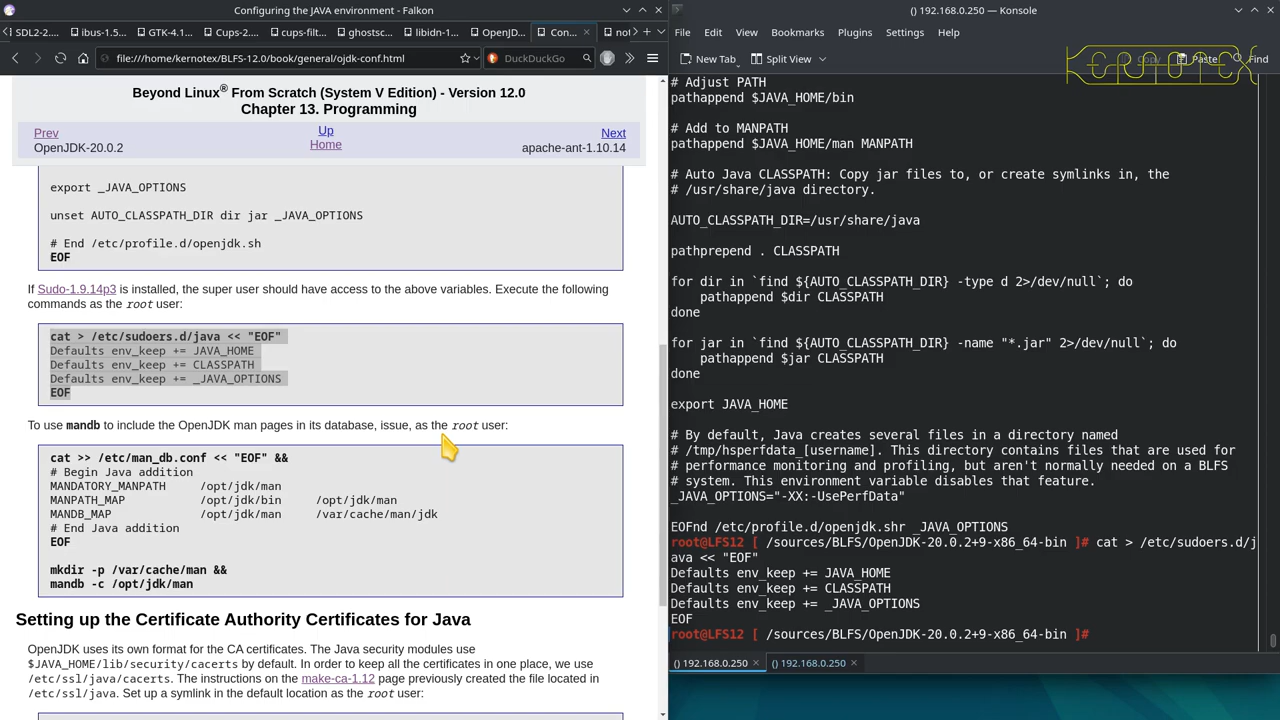 Configuring the JAVA environment - Falkon
SDL2-2....
ibus-1.5...
GTK-4.1...
Cups-2....
cups-filt...
ghostsc...
libidn-1...
OpenJD...
Con...
not
file:///home/kernotex/BLFS-12.0/book/general/ojdk-conf.html
DuckDuckGo
Beyond Linux® From Scratch (System V Edition) - Version 12.0
Chapter 13. Programming
Prev
Up
Next
OpenJDK-20.0.2
Home
apache-ant-1.10.14
export _JAVA_OPTIONS
unset AUTO_CLASSPATH_DIR dir jar _JAVA_OPTIONS
# End /etc/profile.d/openjdk.sh
EOF
If Sudo-1.9.14p3 is installed, the super user should have access to the above variables. Execute the following
commands as the root user:
cat > /etc/sudoers.d/java << "EOF"
Defaults env_keep += JAVA_HOME
Defaults env_keep += CLASSPATH
Defaults env_keep += _JAVA_OPTIONS
EOF
To use mandb to include the OpenJDK man pages in its database, issue, as the root user:
cat >> /etc/man_db.conf << "EOF" &&
# Begin Java addition
MANDATORY_MANPATH     /opt/jdk/man
MANPATH_MAP           /opt/jdk/bin     /opt/jdk/man
MANDB_MAP             /opt/jdk/man     /var/cache/man/jdk
# End Java addition
EOF
mkdir -p /var/cache/man &&
mandb -c /opt/jdk/man
Setting up the Certificate Authority Certificates for Java
OpenJDK uses its own format for the CA certificates. The Java security modules use
$JAVA_HOME/lib/security/cacerts by default. In order to keep all the certificates in one place, we use
/etc/ssl/java/cacerts. The instructions on the make-ca-1.12 page previously created the file located in
/etc/ssl/java. Set up a symlink in the default location as the root user:
() 192.168.0.250 — Konsole
File Edit View Bookmarks Plugins Settings Help
New Tab
Split View
Copy
Paste
Find
KERNOTEX
# Adjust PATH
pathappend $JAVA_HOME/bin
# Add to MANPATH
pathappend $JAVA_HOME/man MANPATH
# Auto Java CLASSPATH: Copy jar files to, or create symlinks in, the
# /usr/share/java directory.
AUTO_CLASSPATH_DIR=/usr/share/java
pathprepend . CLASSPATH
for dir in `find ${AUTO_CLASSPATH_DIR} -type d 2>/dev/null`; do
    pathappend $dir CLASSPATH
done
for jar in `find ${AUTO_CLASSPATH_DIR} -name "*.jar" 2>/dev/null`; do
    pathappend $jar CLASSPATH
done
export JAVA_HOME
# By default, Java creates several files in a directory named
# /tmp/hsperfdata_[username]. This directory contains files that are used for
# performance monitoring and profiling, but aren't normally needed on a BLFS
# system. This environment variable disables that feature.
_JAVA_OPTIONS="-XX:-UsePerfData"
EOFnd /etc/profile.d/openjdk.shr _JAVA_OPTIONS
root@LFS12 [ /sources/BLFS/OpenJDK-20.0.2+9-x86_64-bin ]# cat > /etc/sudoers.d/j
ava << "EOF"
Defaults env_keep += JAVA_HOME
Defaults env_keep += CLASSPATH
Defaults env_keep += _JAVA_OPTIONS
EOF
root@LFS12 [ /sources/BLFS/OpenJDK-20.0.2+9-x86_64-bin ]#
() 192.168.0.250
() 192.168.0.250